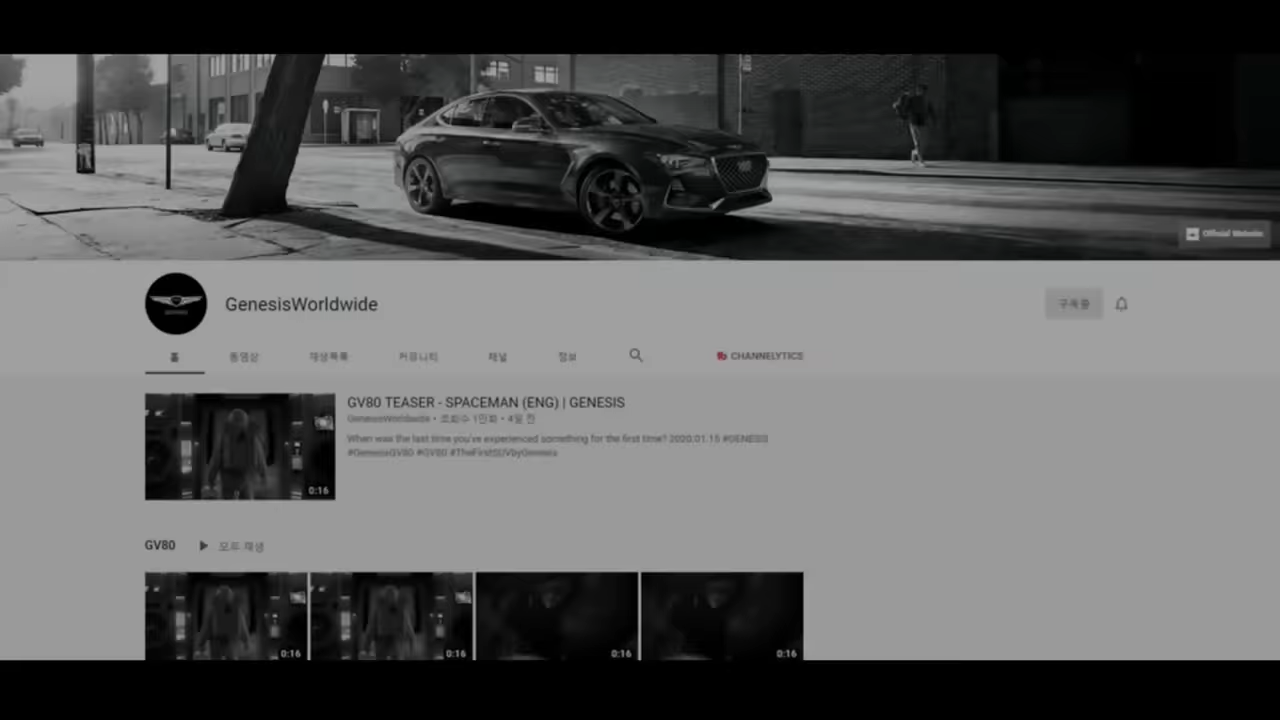 Official Website
GenesisWorldwide
구독중
홈 동영상 재생목록 커뮤니티 채널 정보 CHANNELYTICS
GV80 TEASER - SPACEMAN (ENG) | GENESIS
GenesisWorldwide • 조회수 1만회 • 4일 전
When was the last time you've experienced something for the first time? 2020.01.15 #GENESIS
#GenesisGV80 #GV80 #TheFirstSUVbyGenesis
0:16
GV80 모두 재생
0:16 0:16 0:16 0:16